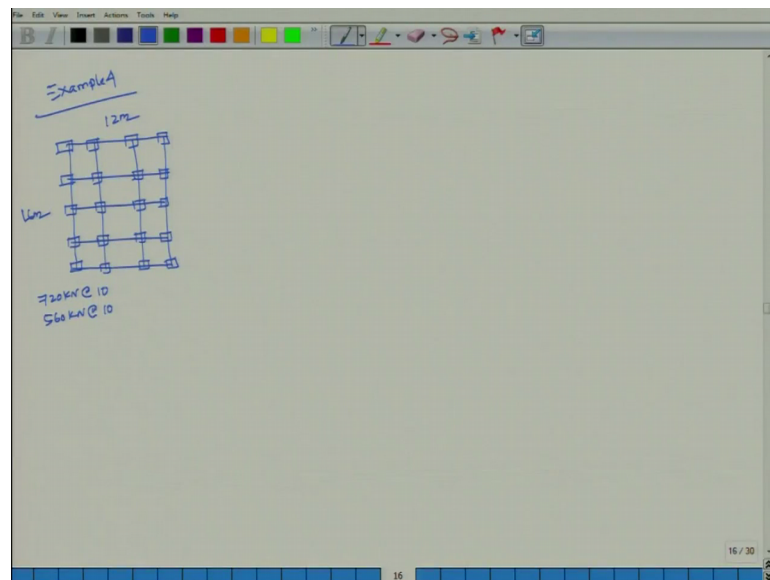 File Edit View Insert Actions Tools Help
B I
Example 4
12m
16m
720 KN @ 10
560 KN @ 10
16 / 30
16